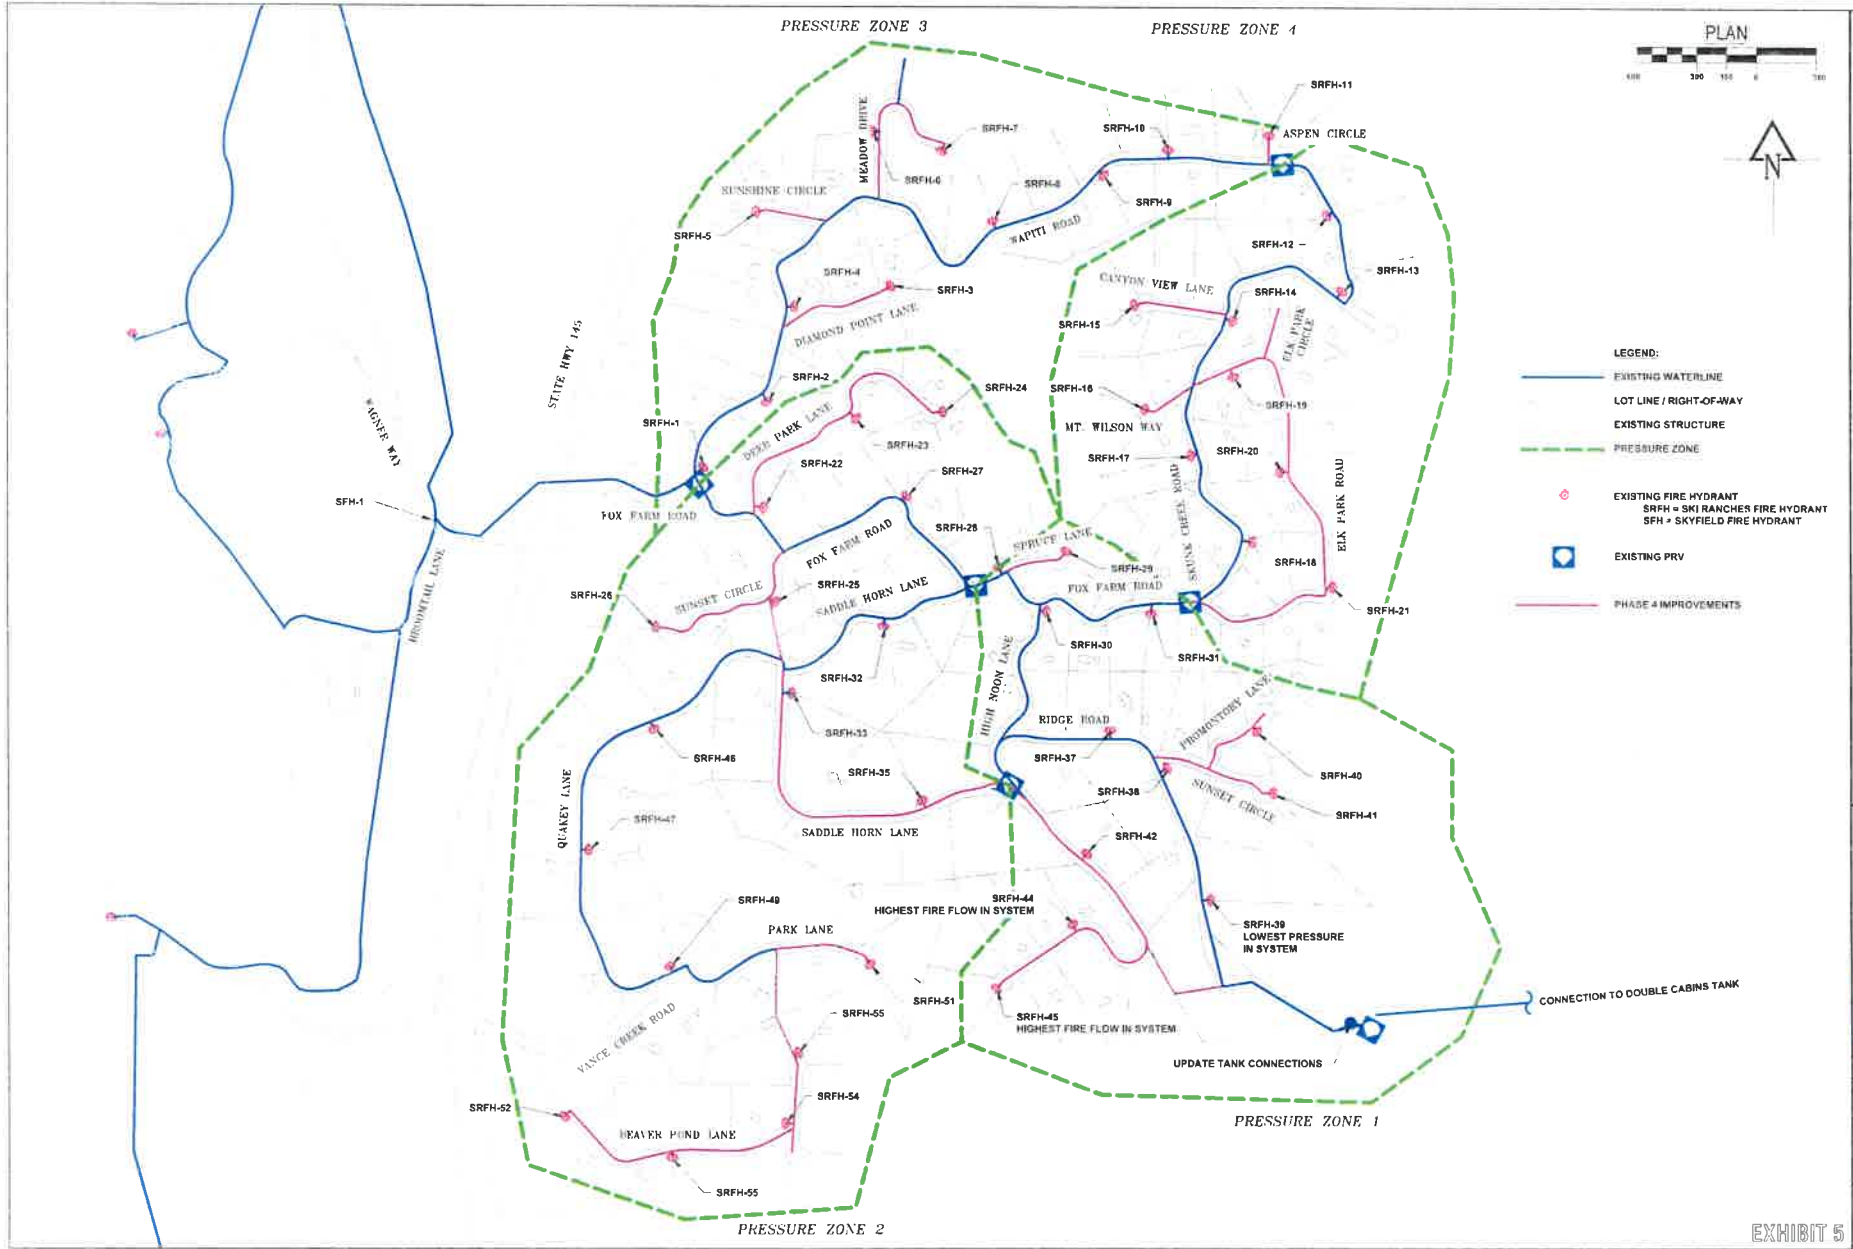 PRESSURE ZONE 3
PRESSURE ZONE 4
PLAN
600
300
150
0
300
N
SRFH-11
ASPEN CIRCLE
SRFH-10
MEADOW DRIVE
SRFH-7
SRFH-6
SRFH-8
SRFH-9
SUNSHINE CIRCLE
SRFH-5
WAPITI ROAD
SRFH-12
SRFH-13
SRFH-4
SRFH-3
CANYON VIEW LANE
SRFH-14
SRFH-15
DIAMOND POINT LANE
ELK PARK CIRCLE
STATE HWY 145
SRFH-2
SRFH-24
SRFH-16
SRFH-19
WAGNER WAY
SRFH-1
DEER PARK LANE
SRFH-23
MT. WILSON WAY
SRFH-22
SRFH-27
SRFH-17
SRFH-20
SKUNK CREEK ROAD
ELK PARK ROAD
SFH-1
FOX FARM ROAD
FOX FARM ROAD
SRFH-28
SPRUCE LANE
SRFH-29
SRFH-18
BROOMTAIL LANE
SRFH-26
SUNSET CIRCLE
SRFH-25
SADDLE HORN LANE
FOX FARM ROAD
SRFH-21
SRFH-30
SRFH-31
SRFH-32
HIGH NOON LANE
SRFH-33
RIDGE ROAD
PROMONTORY LANE
SRFH-46
SRFH-37
SRFH-35
SRFH-38
SRFH-40
SUNSET CIRCLE
SRFH-41
QUAKEY LANE
SRFH-47
SADDLE HORN LANE
SRFH-42
SRFH-44
HIGHEST FIRE FLOW IN SYSTEM
SRFH-49
SRFH-39
LOWEST PRESSURE
IN SYSTEM
PARK LANE
SRFH-51
SRFH-55
SRFH-45
HIGHEST FIRE FLOW IN SYSTEM
CONNECTION TO DOUBLE CABINS TANK
VANCE CREEK ROAD
UPDATE TANK CONNECTIONS
SRFH-52
SRFH-54
BEAVER POND LANE
SRFH-55
PRESSURE ZONE 1
PRESSURE ZONE 2
LEGEND:
EXISTING WATERLINE
LOT LINE / RIGHT-OF-WAY
EXISTING STRUCTURE
PRESSURE ZONE
EXISTING FIRE HYDRANT
SRFH = SKI RANCHES FIRE HYDRANT
SFH = SKYFIELD FIRE HYDRANT
EXISTING PRV
PHASE 4 IMPROVEMENTS
EXHIBIT 5